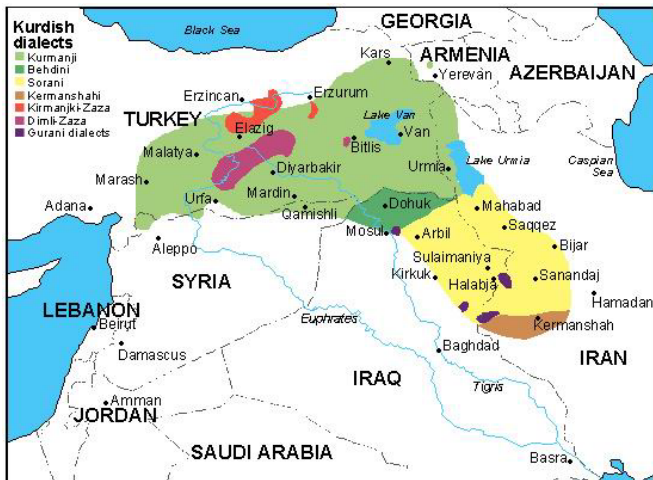 Kurdish
dialects
Kurmanji
Behdini
Sorani
Kermanshahi
Kirmanjki-Zaza
Dimli-Zaza
Gurani dialects
Black Sea
GEORGIA
Kars
ARMENIA
Yerevan
AZERBAIJAN
Erzincan
Erzurum
TURKEY
Elazig
Lake Van
Van
Bitlis
Malatya
Diyarbakir
Urmia
Lake Urmia
Caspian
Sea
Marash
Mardin
Adana
Urfa
Qamishli
Dohuk
Mahabad
Saqqez
Mosul
Arbil
Bijar
Aleppo
Sulaimaniya
SYRIA
Kirkuk
Halabja
Sanandaj
Hamadan
LEBANON
Beirut
Euphrates
Kermanshah
Damascus
Baghdad
IRAN
IRAQ
Tigris
Amman
JORDAN
SAUDI ARABIA
Basra